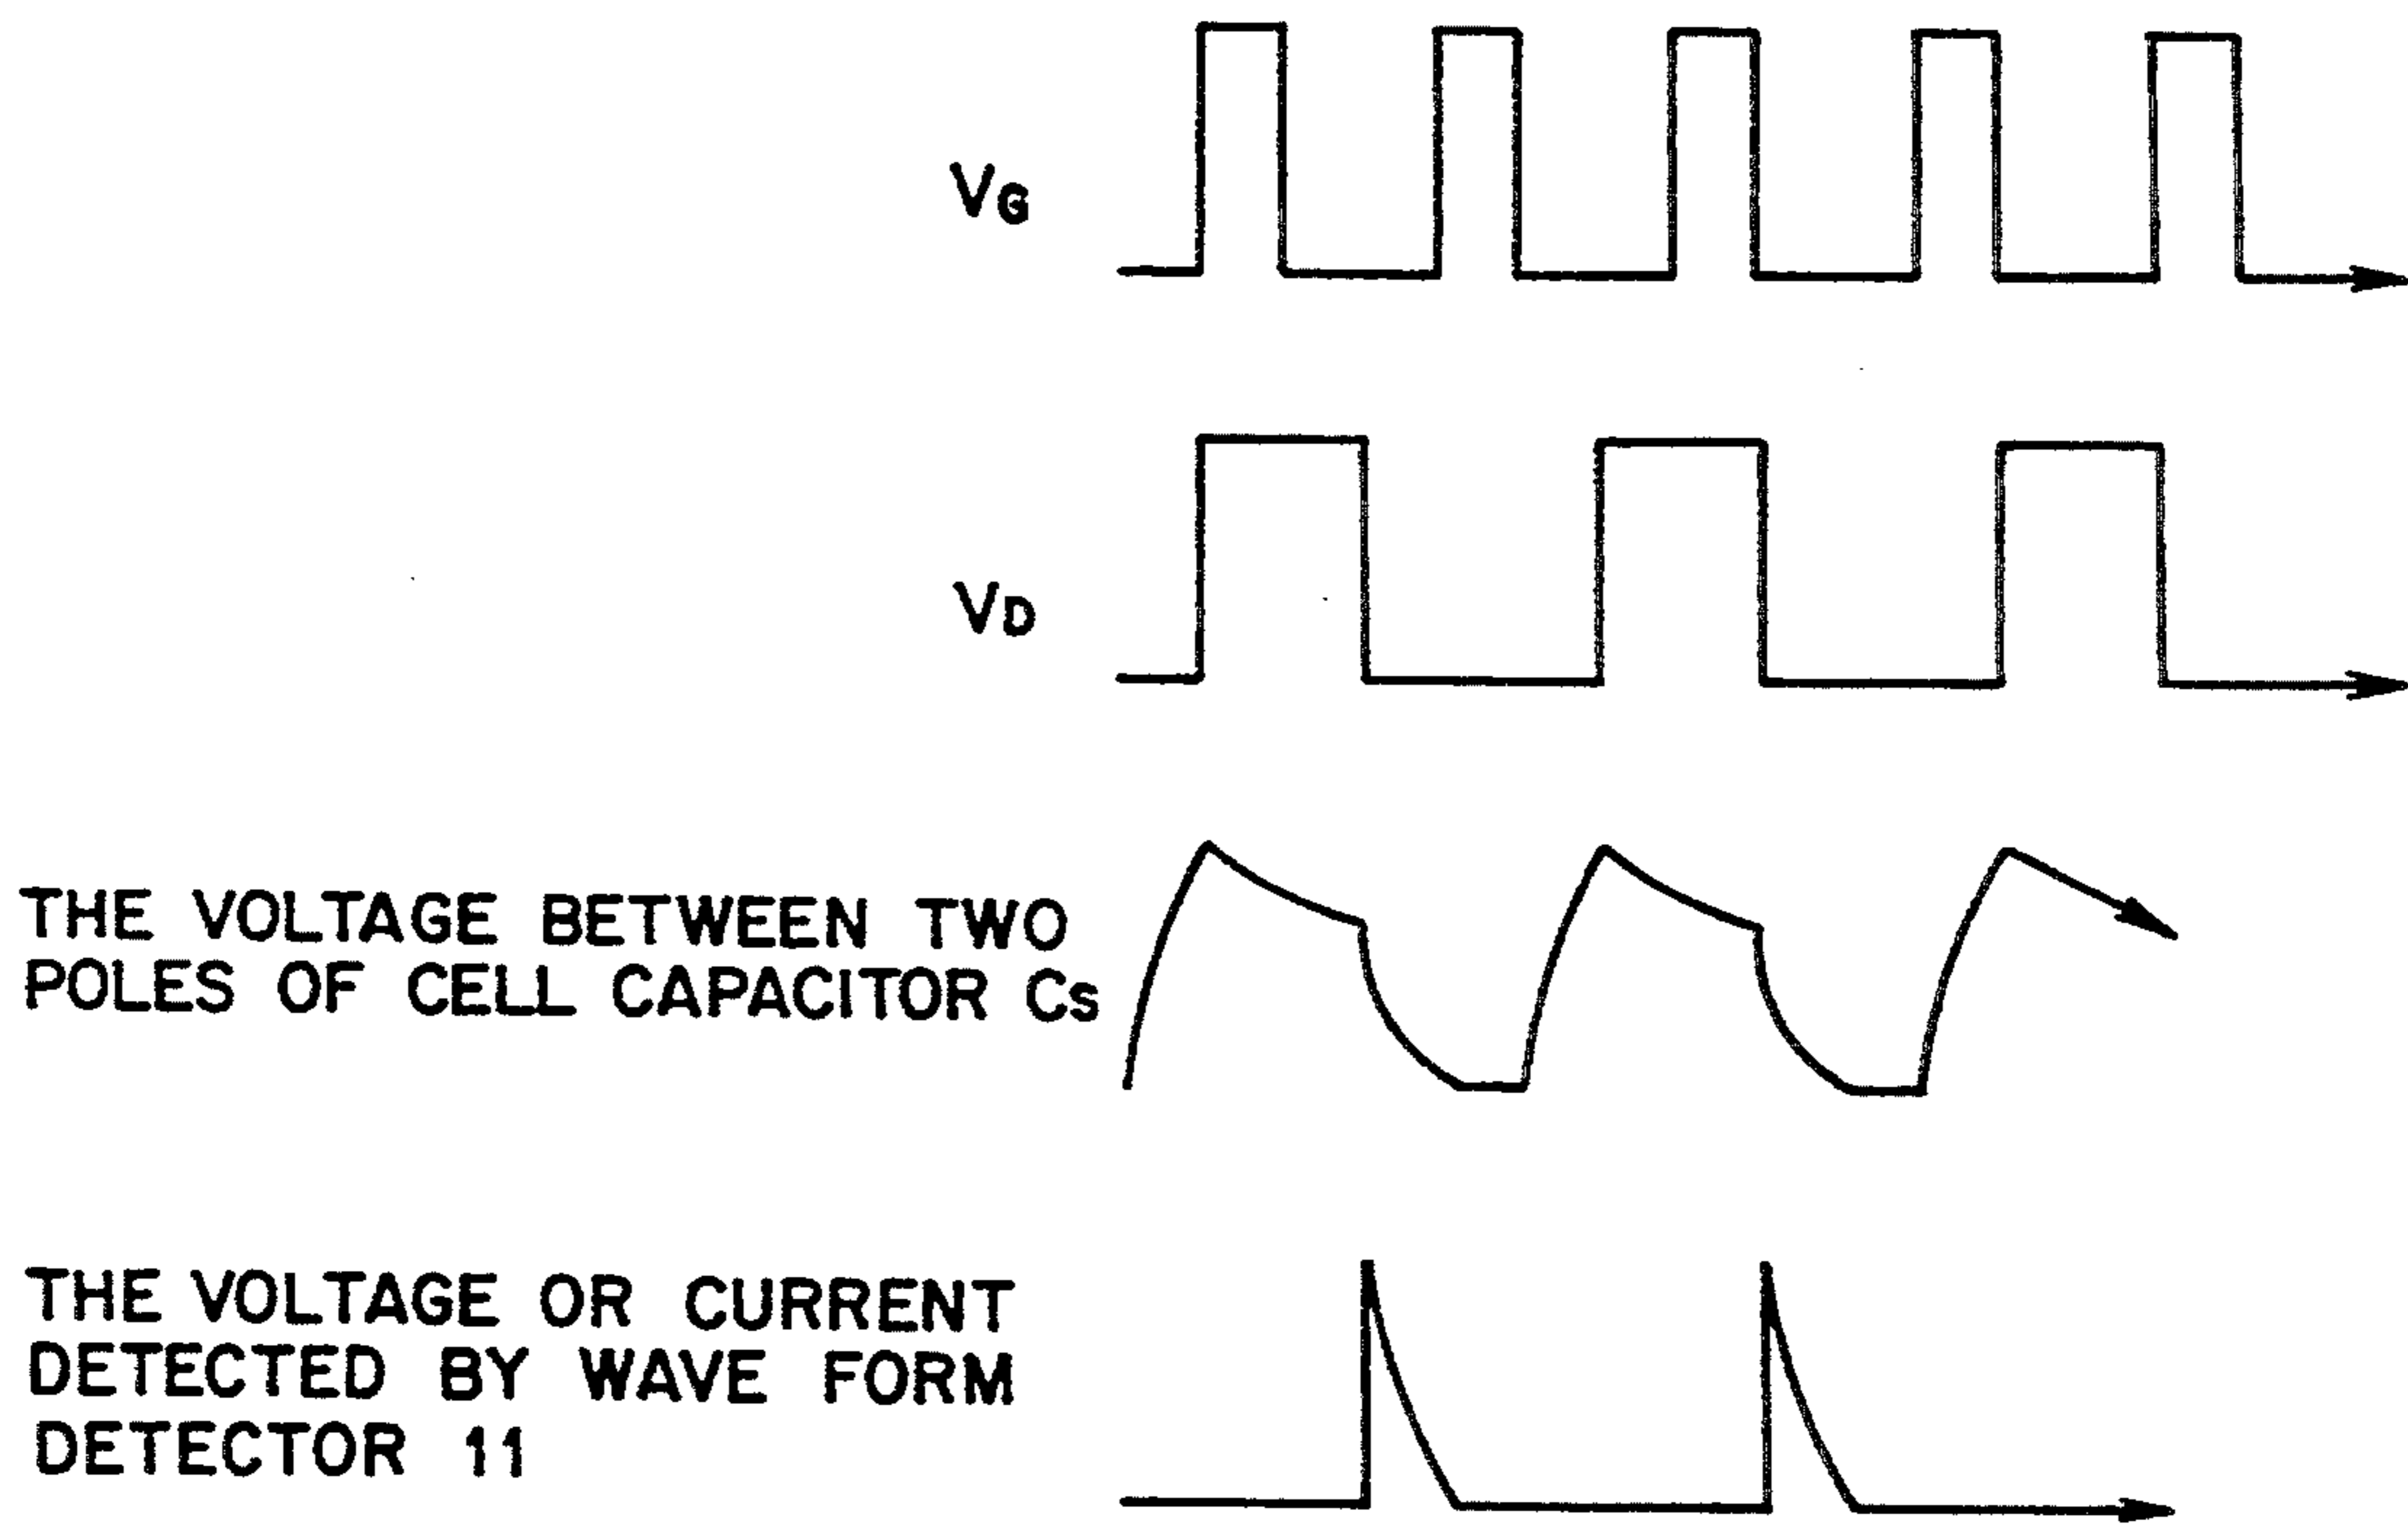 VG
VD
THE VOLTAGE BETWEEN TWO
POLES OF CELL CAPACITOR Cs
THE VOLTAGE OR CURRENT
DETECTED BY WAVE FORM
DETECTOR 11